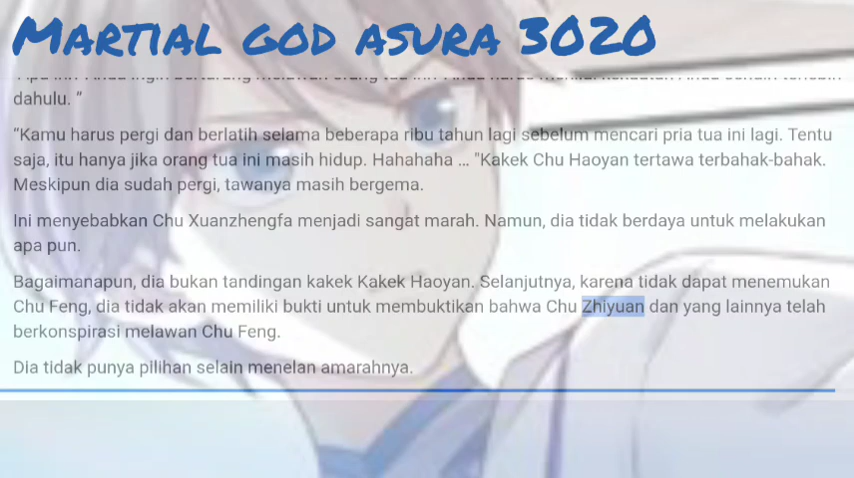 Martial god asura 3020
dahulu. ”
“Kamu harus pergi dan berlatih selama beberapa ribu tahun lagi sebelum mencari pria tua ini lagi. Tentu
saja, itu hanya jika orang tua ini masih hidup. Hahahaha … "Kakek Chu Haoyan tertawa terbahak-bahak.
Meskipun dia sudah pergi, tawanya masih bergema.
Ini menyebabkan Chu Xuanzhengfa menjadi sangat marah. Namun, dia tidak berdaya untuk melakukan
apa pun.
Bagaimanapun, dia bukan tandingan kakek Kakek Haoyan. Selanjutnya, karena tidak dapat menemukan
Chu Feng, dia tidak akan memiliki bukti untuk membuktikan bahwa Chu Zhiyuan dan yang lainnya telah
berkonspirasi melawan Chu Feng.
Dia tidak punya pilihan selain menelan amarahnya.